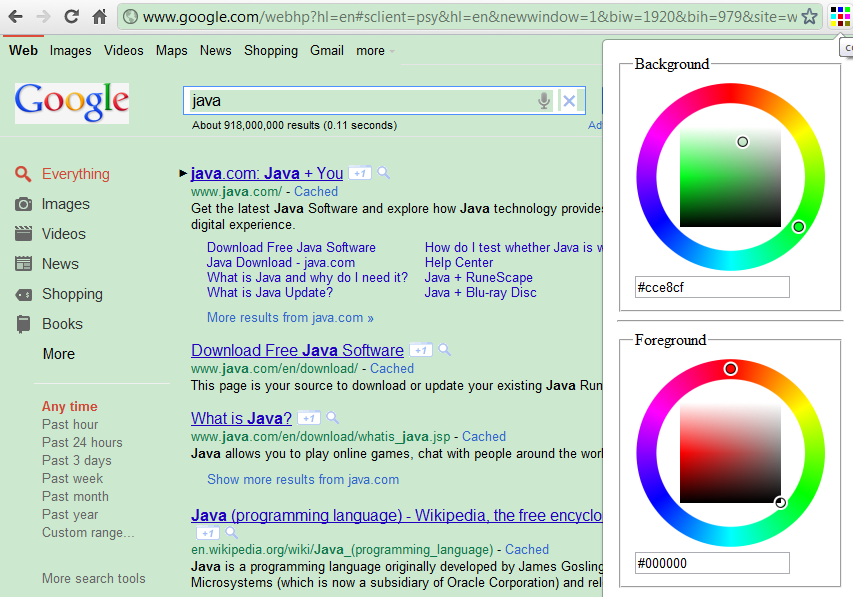 www.google.com/webhp?hl=en#sclient=psy&hl=en&newwindow=1&biw=1920&bih=979&site=w
Web Images Videos Maps News Shopping Gmail more
Google
java
About 918,000,000 results (0.11 seconds) Ad
Everything
Images
Videos
News
Shopping
Books
More
Any time
Past hour
Past 24 hours
Past 3 days
Past week
Past month
Past year
Custom range...
More search tools
java.com: Java + You +1
www.java.com/ - Cached
Get the latest Java Software and explore how Java technology provides
digital experience.
Download Free Java Software How do I test whether Java is w
Java Download - java.com Help Center
What is Java and why do I need it? Java + RuneScape
What is Java Update? Java + Blu-ray Disc
More results from java.com »
Download Free Java Software +1
www.java.com/en/download/ - Cached
This page is your source to download or update your existing Java Run
What is Java? +1
www.java.com/en/download/whatis_java.jsp - Cached
Java allows you to play online games, chat with people around the worl
Show more results from java.com
Java (programming language) - Wikipedia, the free encyclo
+1
en.wikipedia.org/wiki/Java_(programming_language) - Cached
Java is a programming language originally developed by James Gosling
Microsystems (which is now a subsidiary of Oracle Corporation) and rel
co
Background
#cce8cf
Foreground
#000000